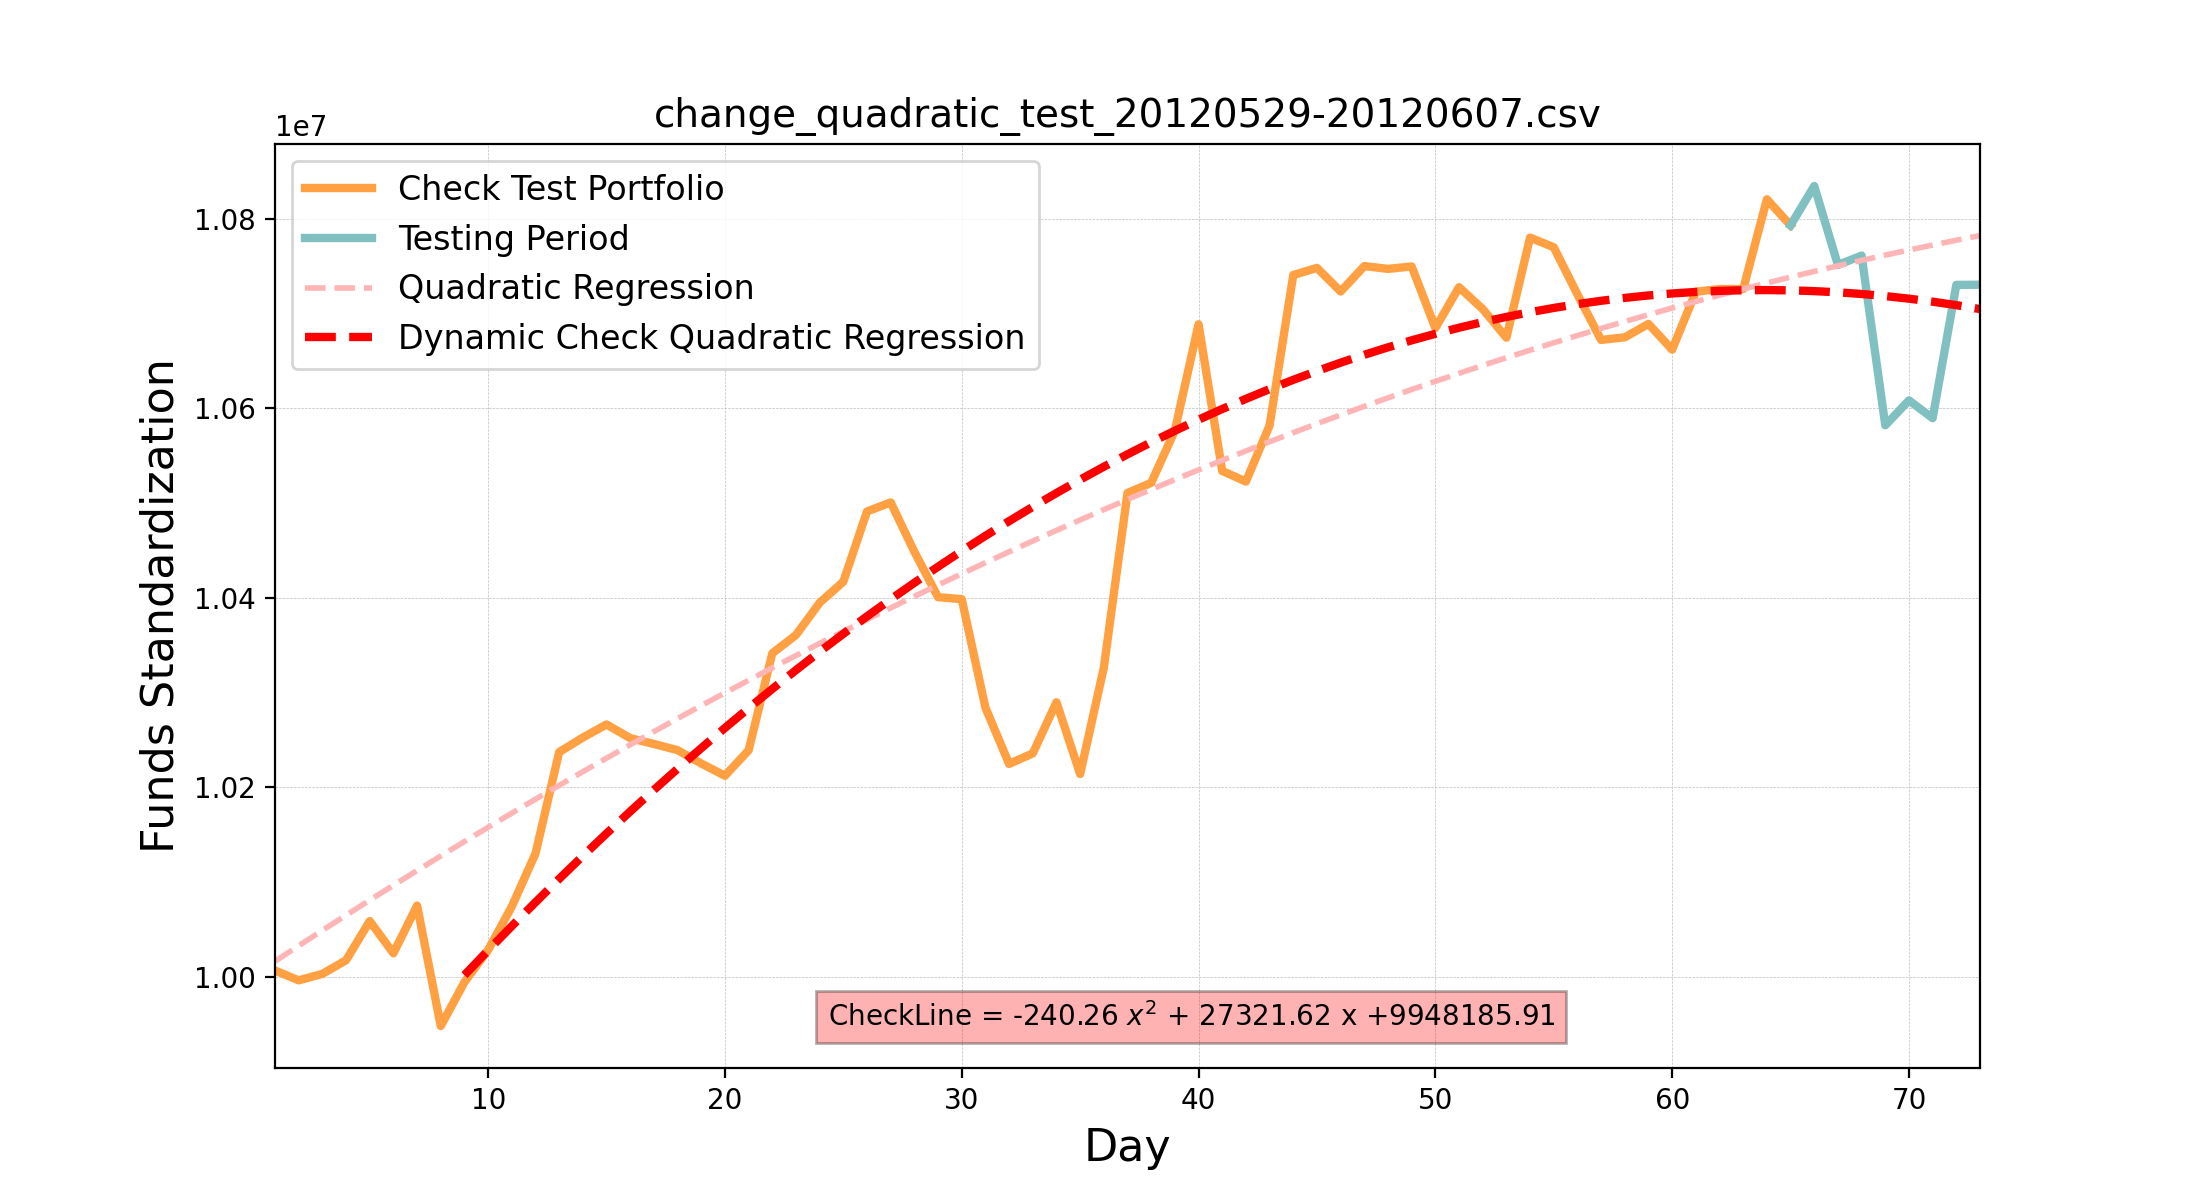 change_quadratic_test_20120529-20120607.csv
1e7
Check Test Portfolio
Testing Period
Quadratic Regression
Dynamic Check Quadratic Regression
1.08
1.06
1.04
1.02
1.00
Funds Standardization
CheckLine = -240.26 x² + 27321.62 x +9948185.91
10 20 30 40 50 60 70
Day